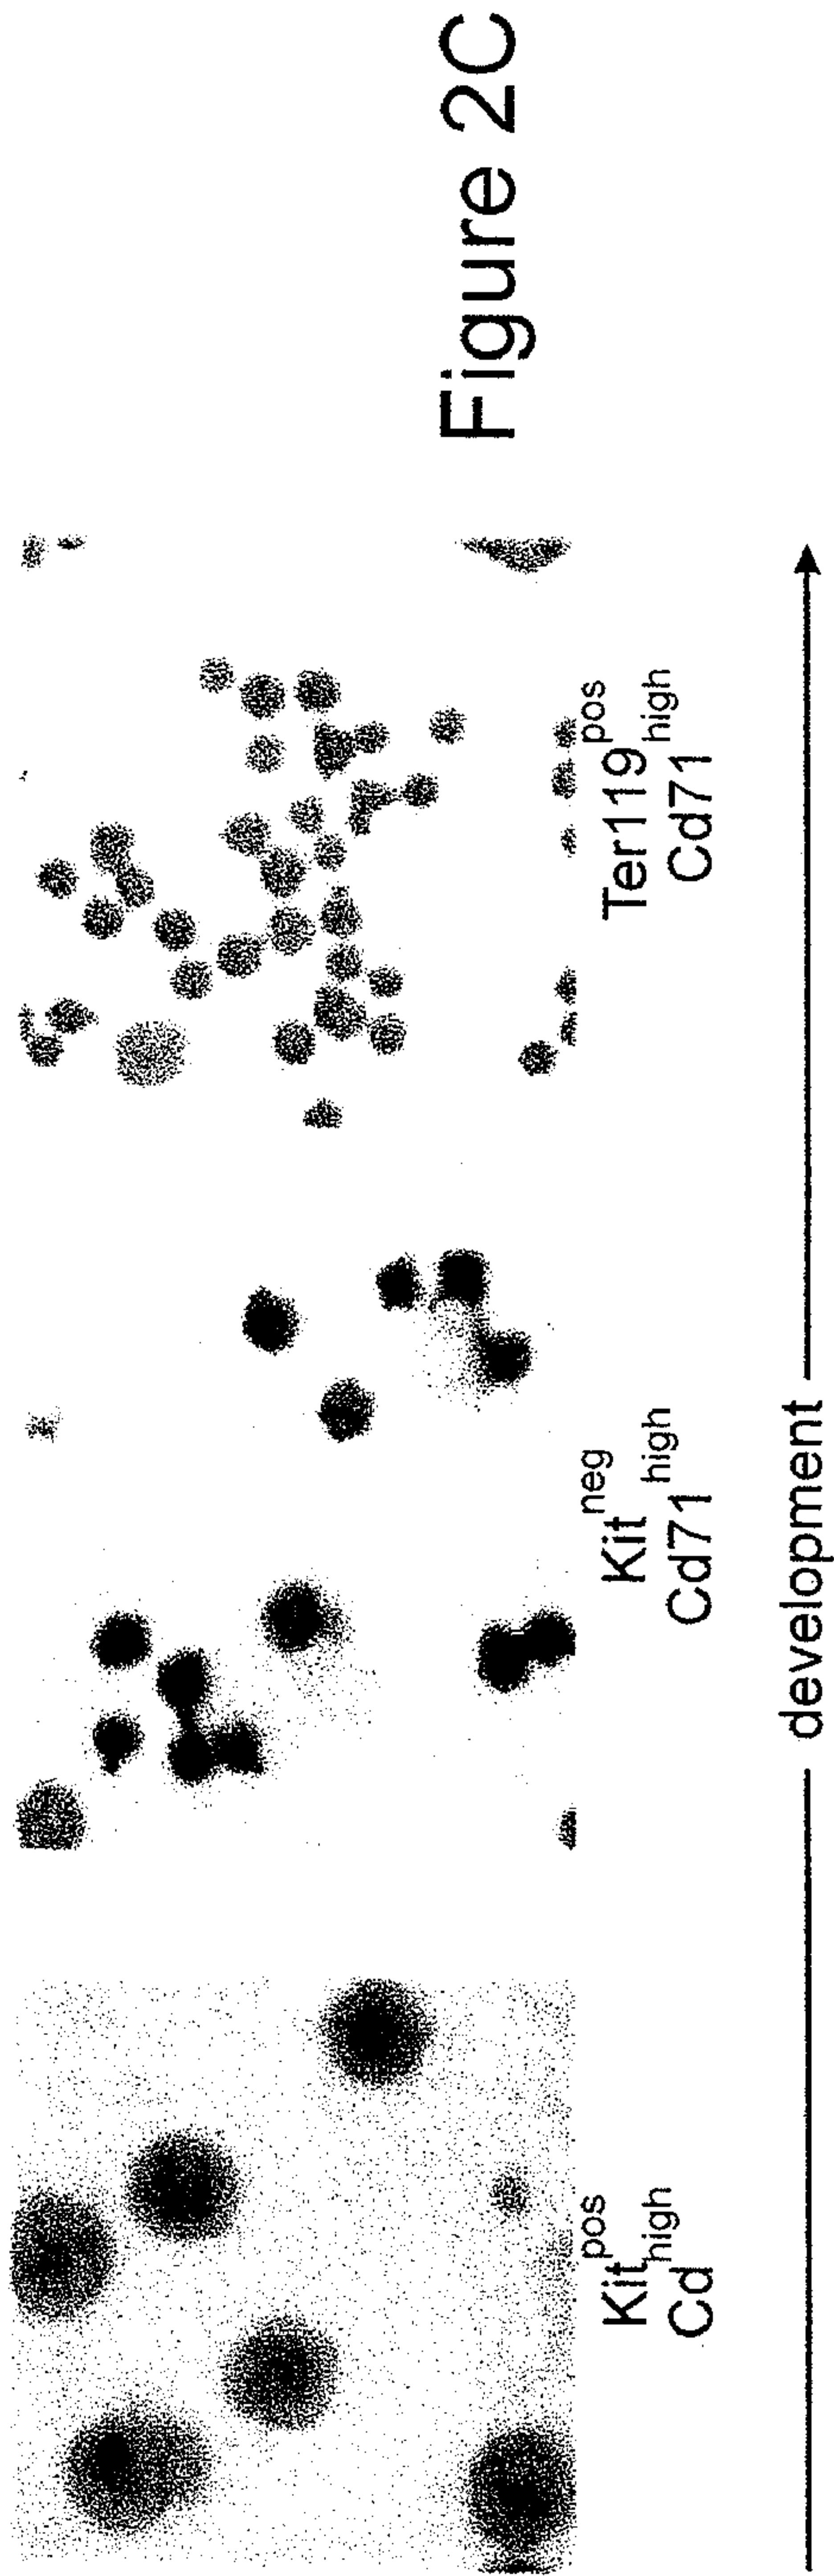 Kit^pos
Cd^high
Kit^neg
Cd71^high
Ter119^pos
Cd71^high
development
Figure 2C